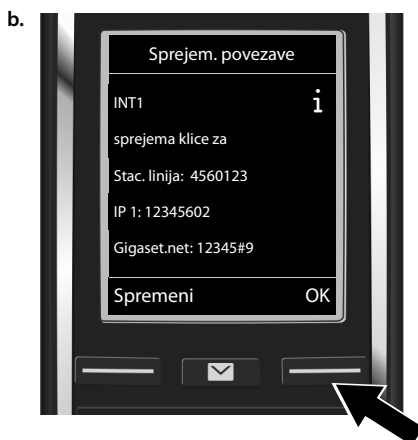 b.
Sprejem. povezave
INT1 i
sprejema klice za
Stac. linija: 4560123
IP 1: 12345602
Gigaset.net: 12345#9
Spremeni OK